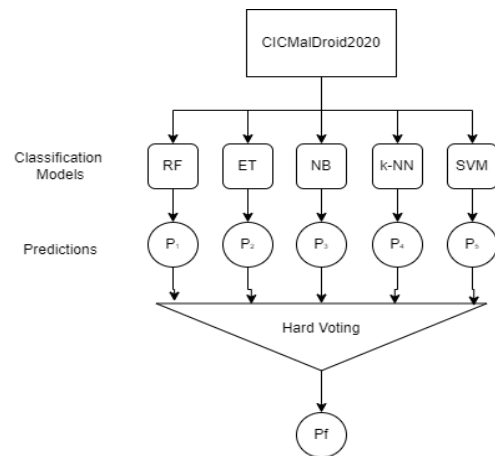 CICMalDroid2020
Classification
Models
RF
ET
NB
k-NN
SVM
Predictions
P₁
P₂
P₃
P₄
P₅
Hard Voting
Pf